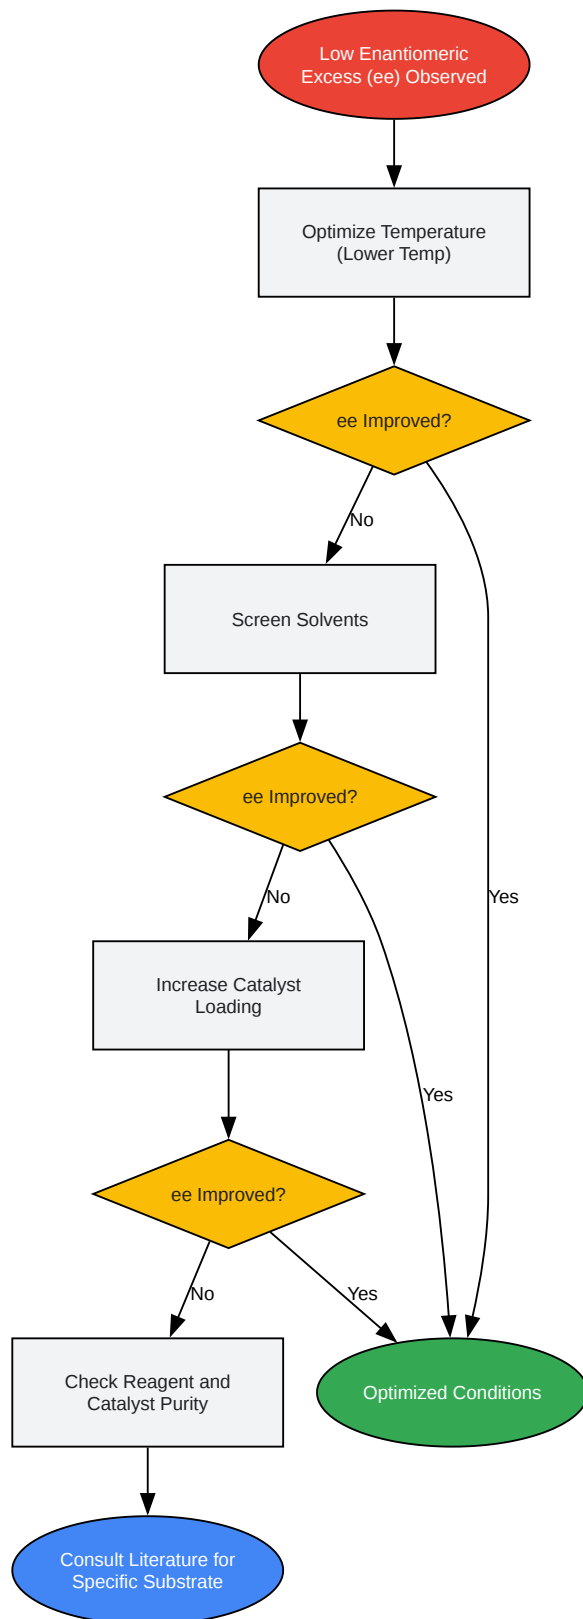 Low Enantiomeric
Excess (ee) Observed
Optimize Temperature
(Lower Temp)
ee Improved?
No
Screen Solvents
ee Improved?
No
Yes
Increase Catalyst
Loading
Yes
ee Improved?
No
Yes
Check Reagent and
Catalyst Purity
Optimized Conditions
Consult Literature for
Specific Substrate